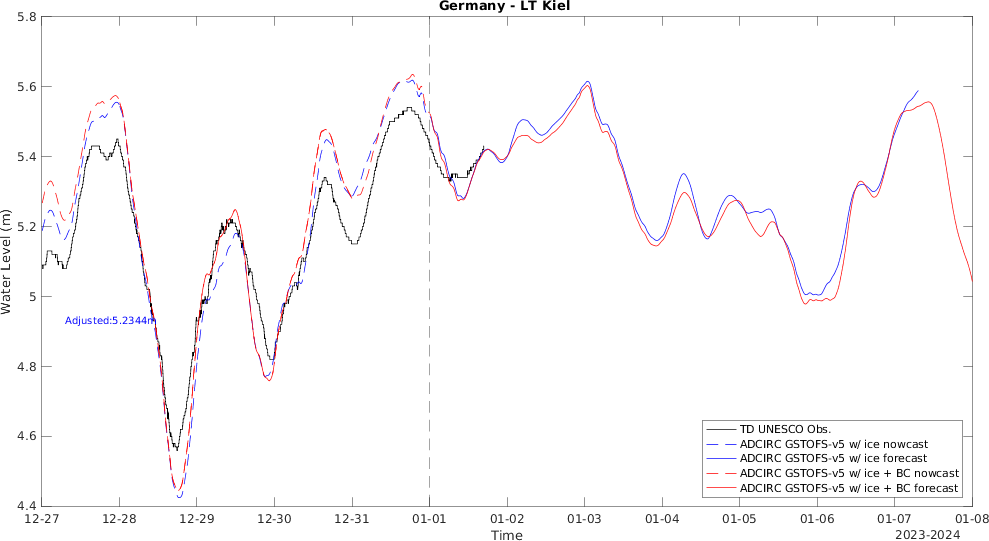 Germany - LT Kiel
5.8
5.6
5.4
5.2
5
4.8
4.6
4.4
Water Level (m)
Adjusted:5.2344m
TD UNESCO Obs.
ADCIRC GSTOFS-v5 w/ ice nowcast
ADCIRC GSTOFS-v5 w/ ice forecast
ADCIRC GSTOFS-v5 w/ ice + BC nowcast
ADCIRC GSTOFS-v5 w/ ice + BC forecast
12-27 12-28 12-29 12-30 12-31 01-01 01-02 01-03 01-04 01-05 01-06 01-07 01-08
Time
2023-2024